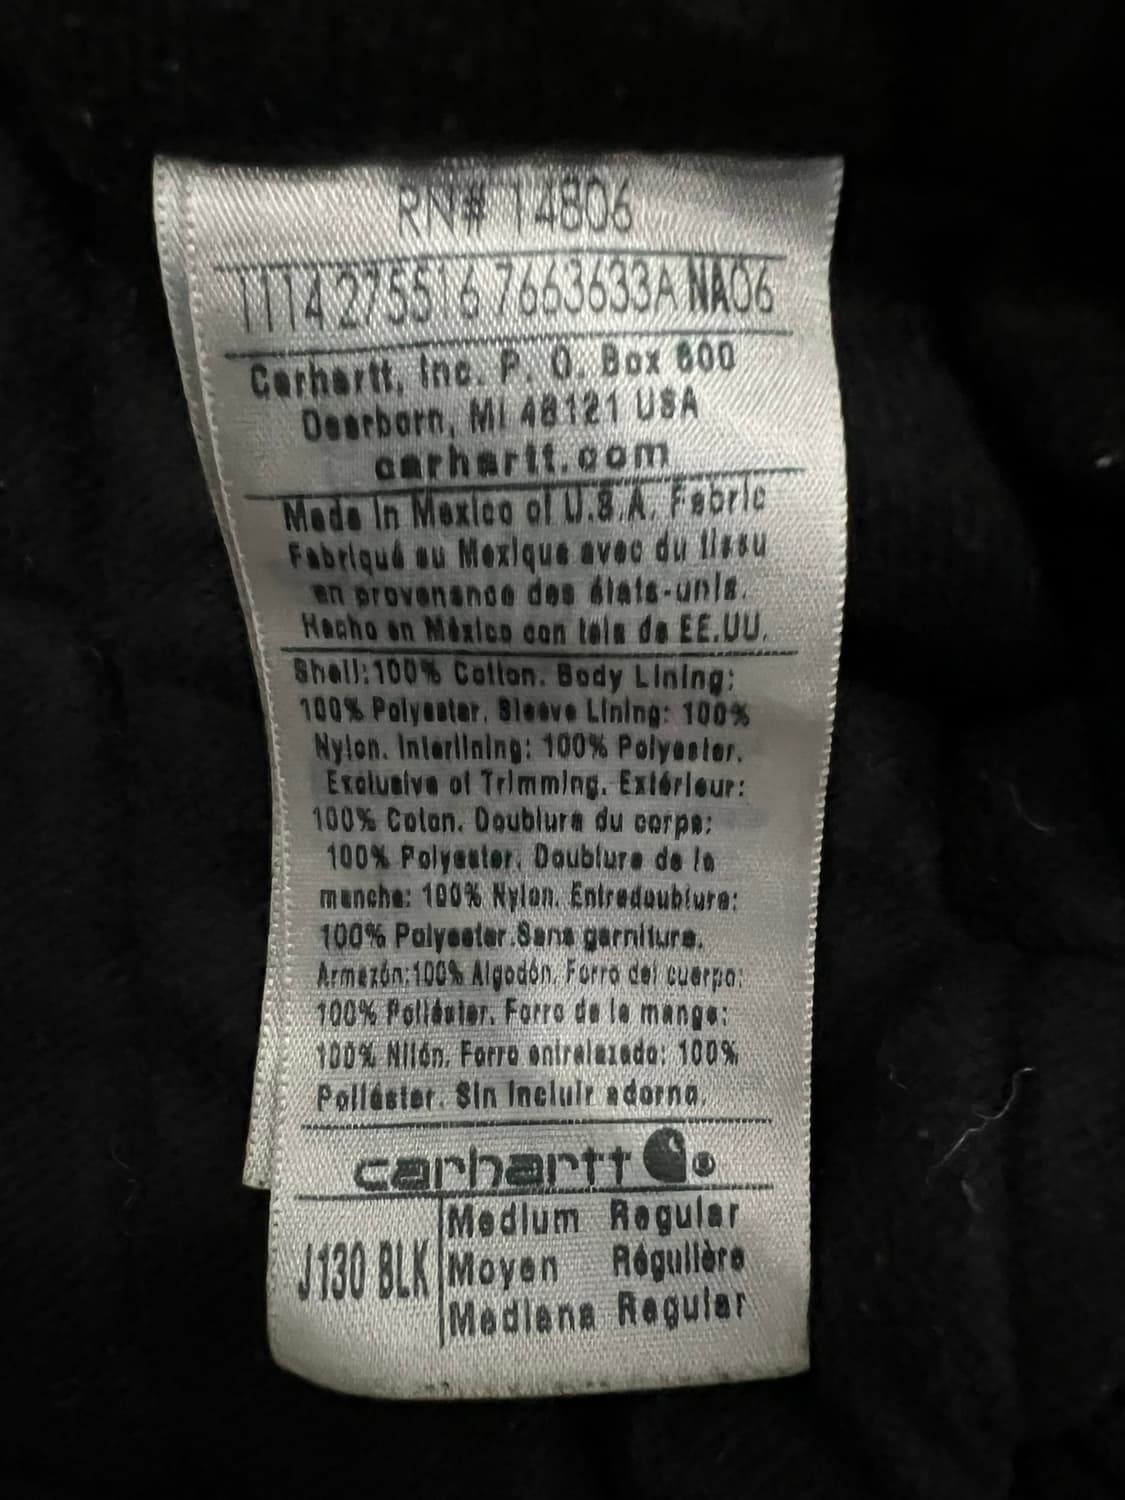 RN# 14806
1114 275516 7663633A NA06
Carhartt, Inc. P. O. Box 600
Dearborn, MI 48121 USA
carhartt.com
Made in Mexico of U.S.A. Fabric
Fabriqué au Mexique avec du tissu
en provenance des états-unis.
Hecho en México con tela de EE.UU.
Shell:100% Cotton. Body Lining:
100% Polyester. Sleeve Lining: 100%
Nylon. Interlining: 100% Polyester.
Exclusive of Trimming. Extérieur:
100% Coton. Doublure du corps:
100% Polyester. Doublure de la
manche: 100% Nylon. Entredoublure:
100% Polyester.Sans garniture.
Armazón:100% Algodón. Forro del cuerpo:
100% Poliéster. Forro de la manga:
100% Nilón. Forro entrelazado: 100%
Poliéster. Sin incluir adorno.
carhartt ®
J130 BLK
Medium Regular
Moyen Régulière
Mediana Regular